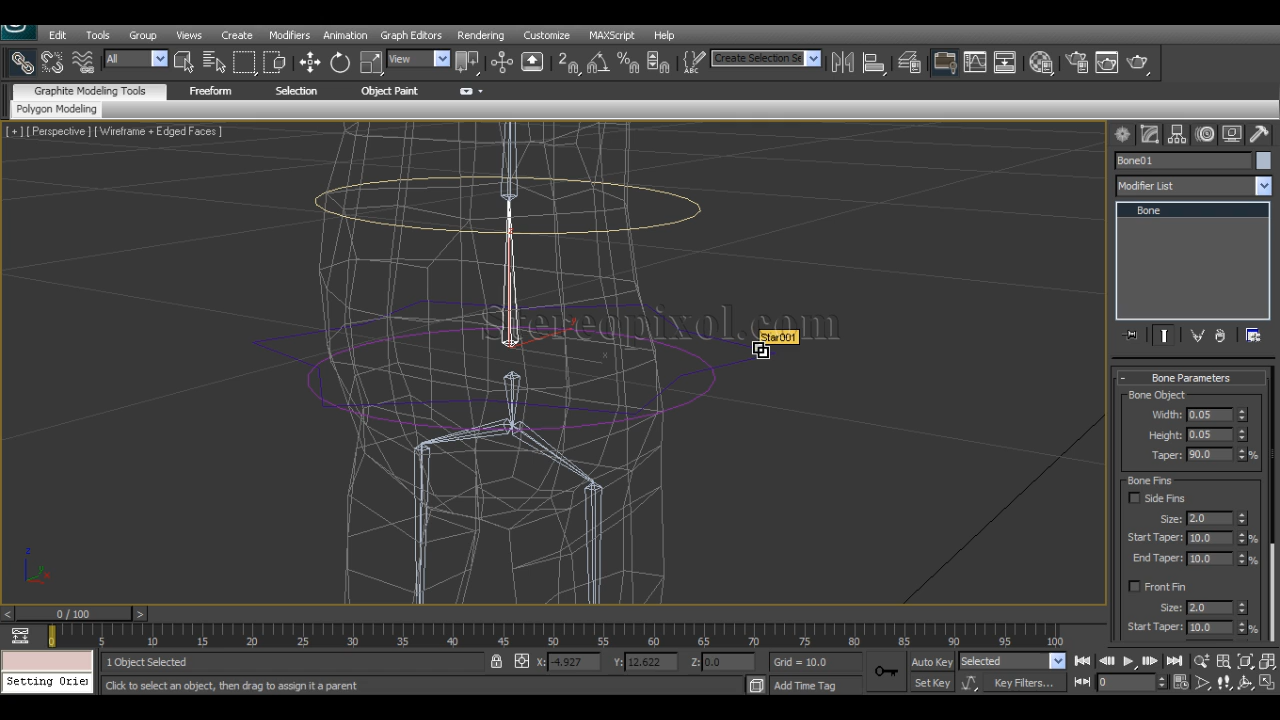 Edit Tools Group Views Create Modifiers Animation Graph Editors Rendering Customize MAXScript Help
All View Create Selection Se
Graphite Modeling Tools Freeform Selection Object Paint
Polygon Modeling
[ + ] [ Perspective ] [ Wireframe + Edged Faces ]
Bone01
Modifier List
Bone
Stereopixol.com
Star001
x
- Bone Parameters
Bone Object
Width: 0.05
Height: 0.05
Taper: 90.0 %
Bone Fins
Side Fins
Size: 2.0
Start Taper: 10.0 %
End Taper: 10.0 %
Front Fin
Size: 2.0
Start Taper: 10.0 %
z
y
x
< 0 / 100 >
0 5 10 15 20 25 30 35 40 45 50 55 60 65 70 75 80 85 90 95 100
1 Object Selected X: -4.927 Y: 12.622 Z: 0.0 Grid = 10.0 Auto Key Selected
Setting Orie Click to select an object, then drag to assign it a parent Add Time Tag Set Key Key Filters... 0